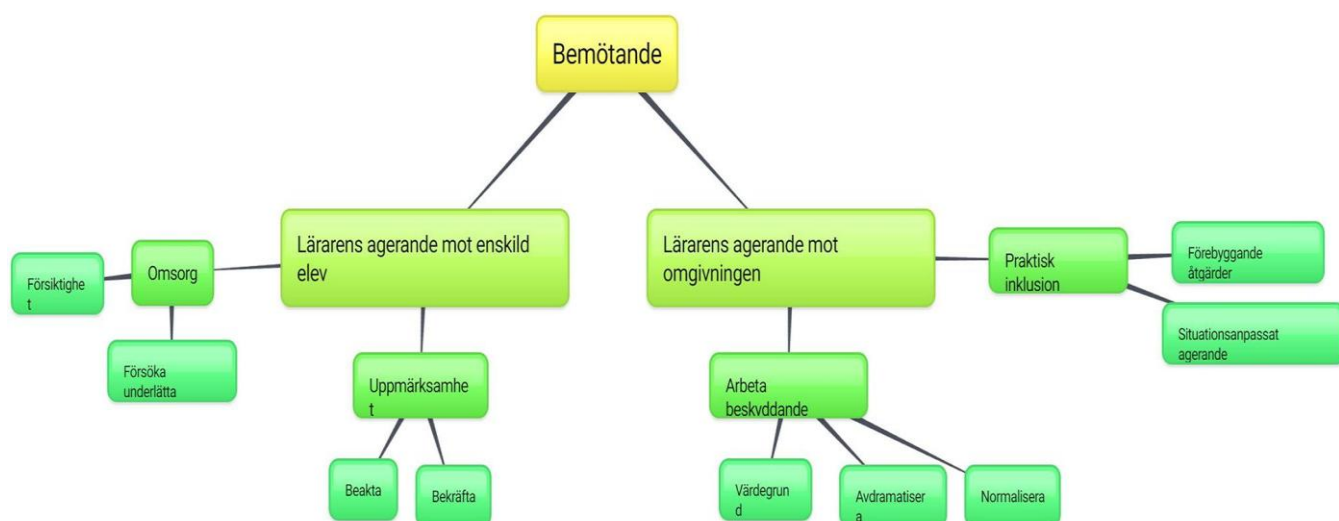 Bemötande
Lärarens agerande mot enskild
elev
Lärarens agerande mot
omgivningen
Omsorg
Försiktighe
t
Försöka
underlätta
Uppmärksamhe
t
Beakta
Bekräfta
Praktisk
inklusion
Förebyggande
åtgärder
Situationsanpassat
agerande
Arbeta
beskyddande
Värdegrun
d
Avdramatiser
a
Normalisera